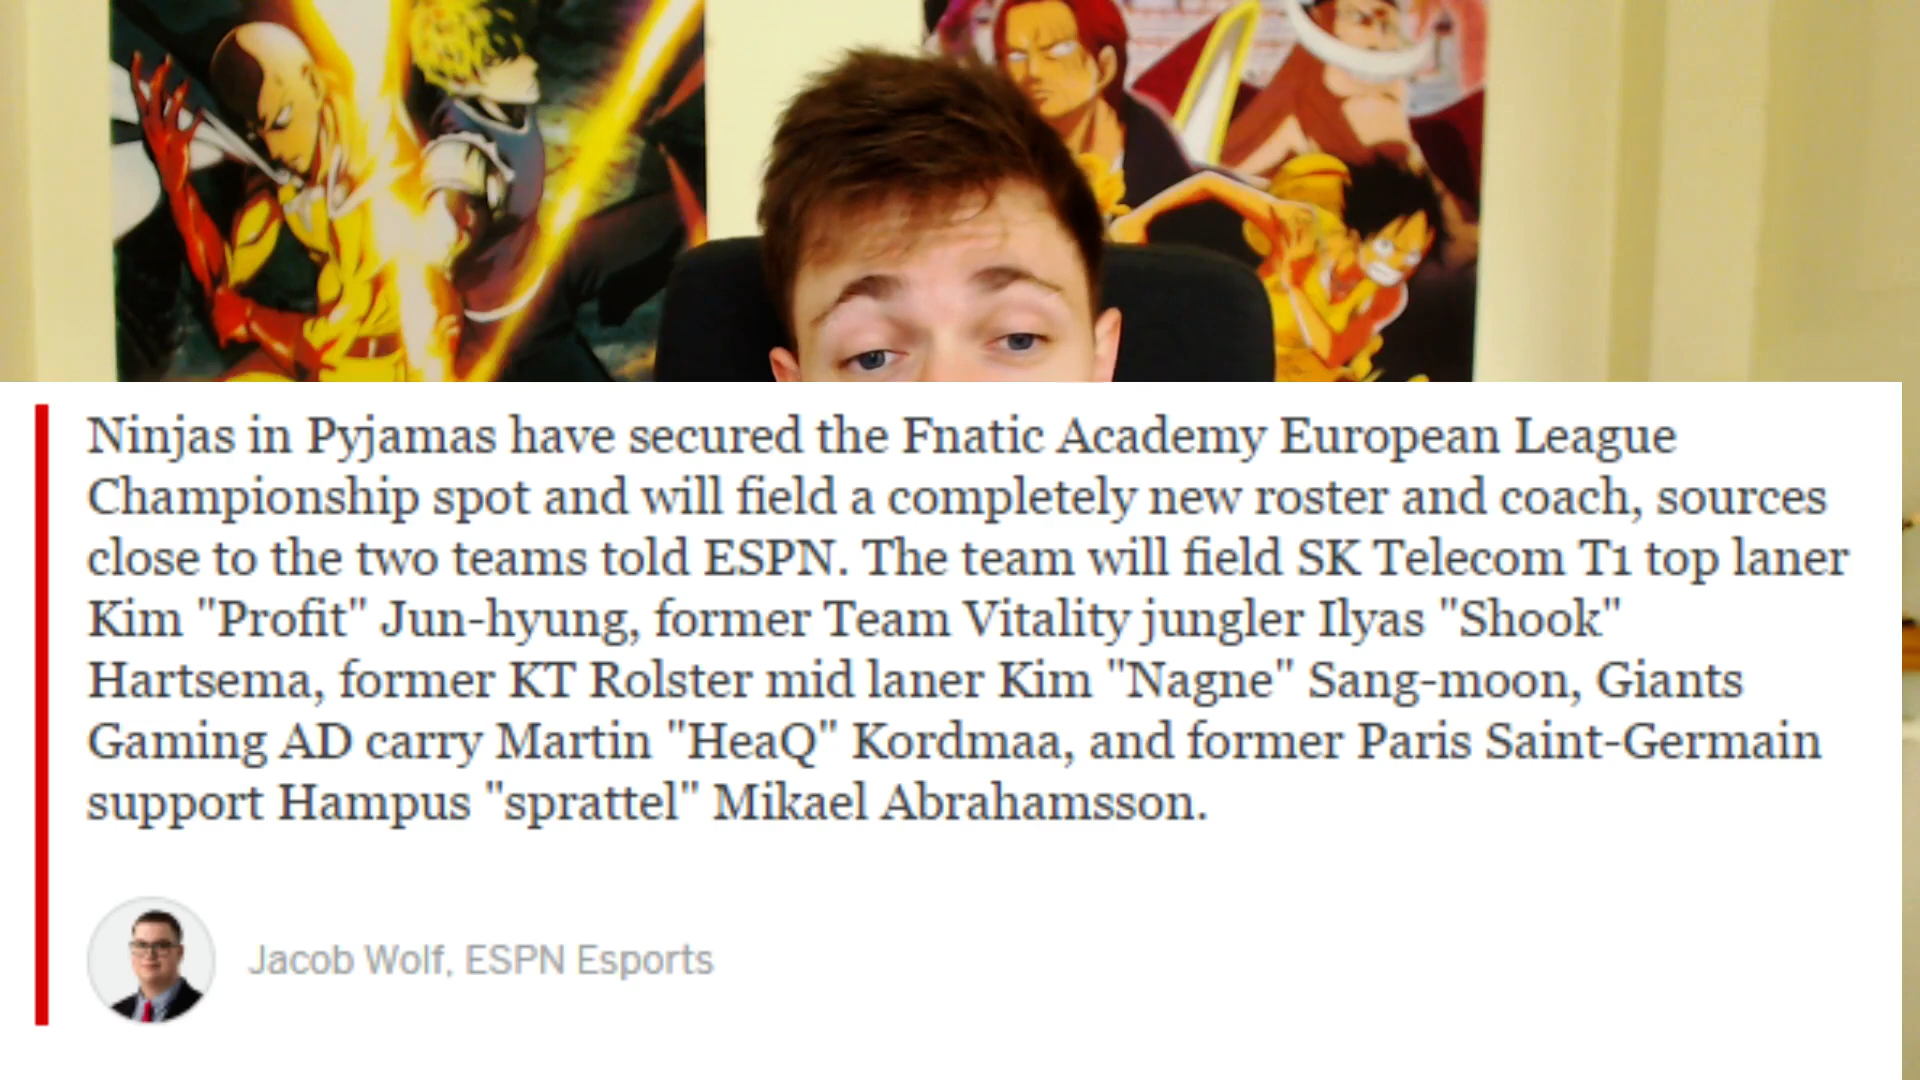 Ninjas in Pyjamas have secured the Fnatic Academy European League
Championship spot and will field a completely new roster and coach, sources
close to the two teams told ESPN. The team will field SK Telecom T1 top laner
Kim "Profit" Jun-hyung, former Team Vitality jungler Ilyas "Shook"
Hartsema, former KT Rolster mid laner Kim "Nagne" Sang-moon, Giants
Gaming AD carry Martin "HeaQ" Kordmaa, and former Paris Saint-Germain
support Hampus "sprattel" Mikael Abrahamsson.
Jacob Wolf, ESPN Esports